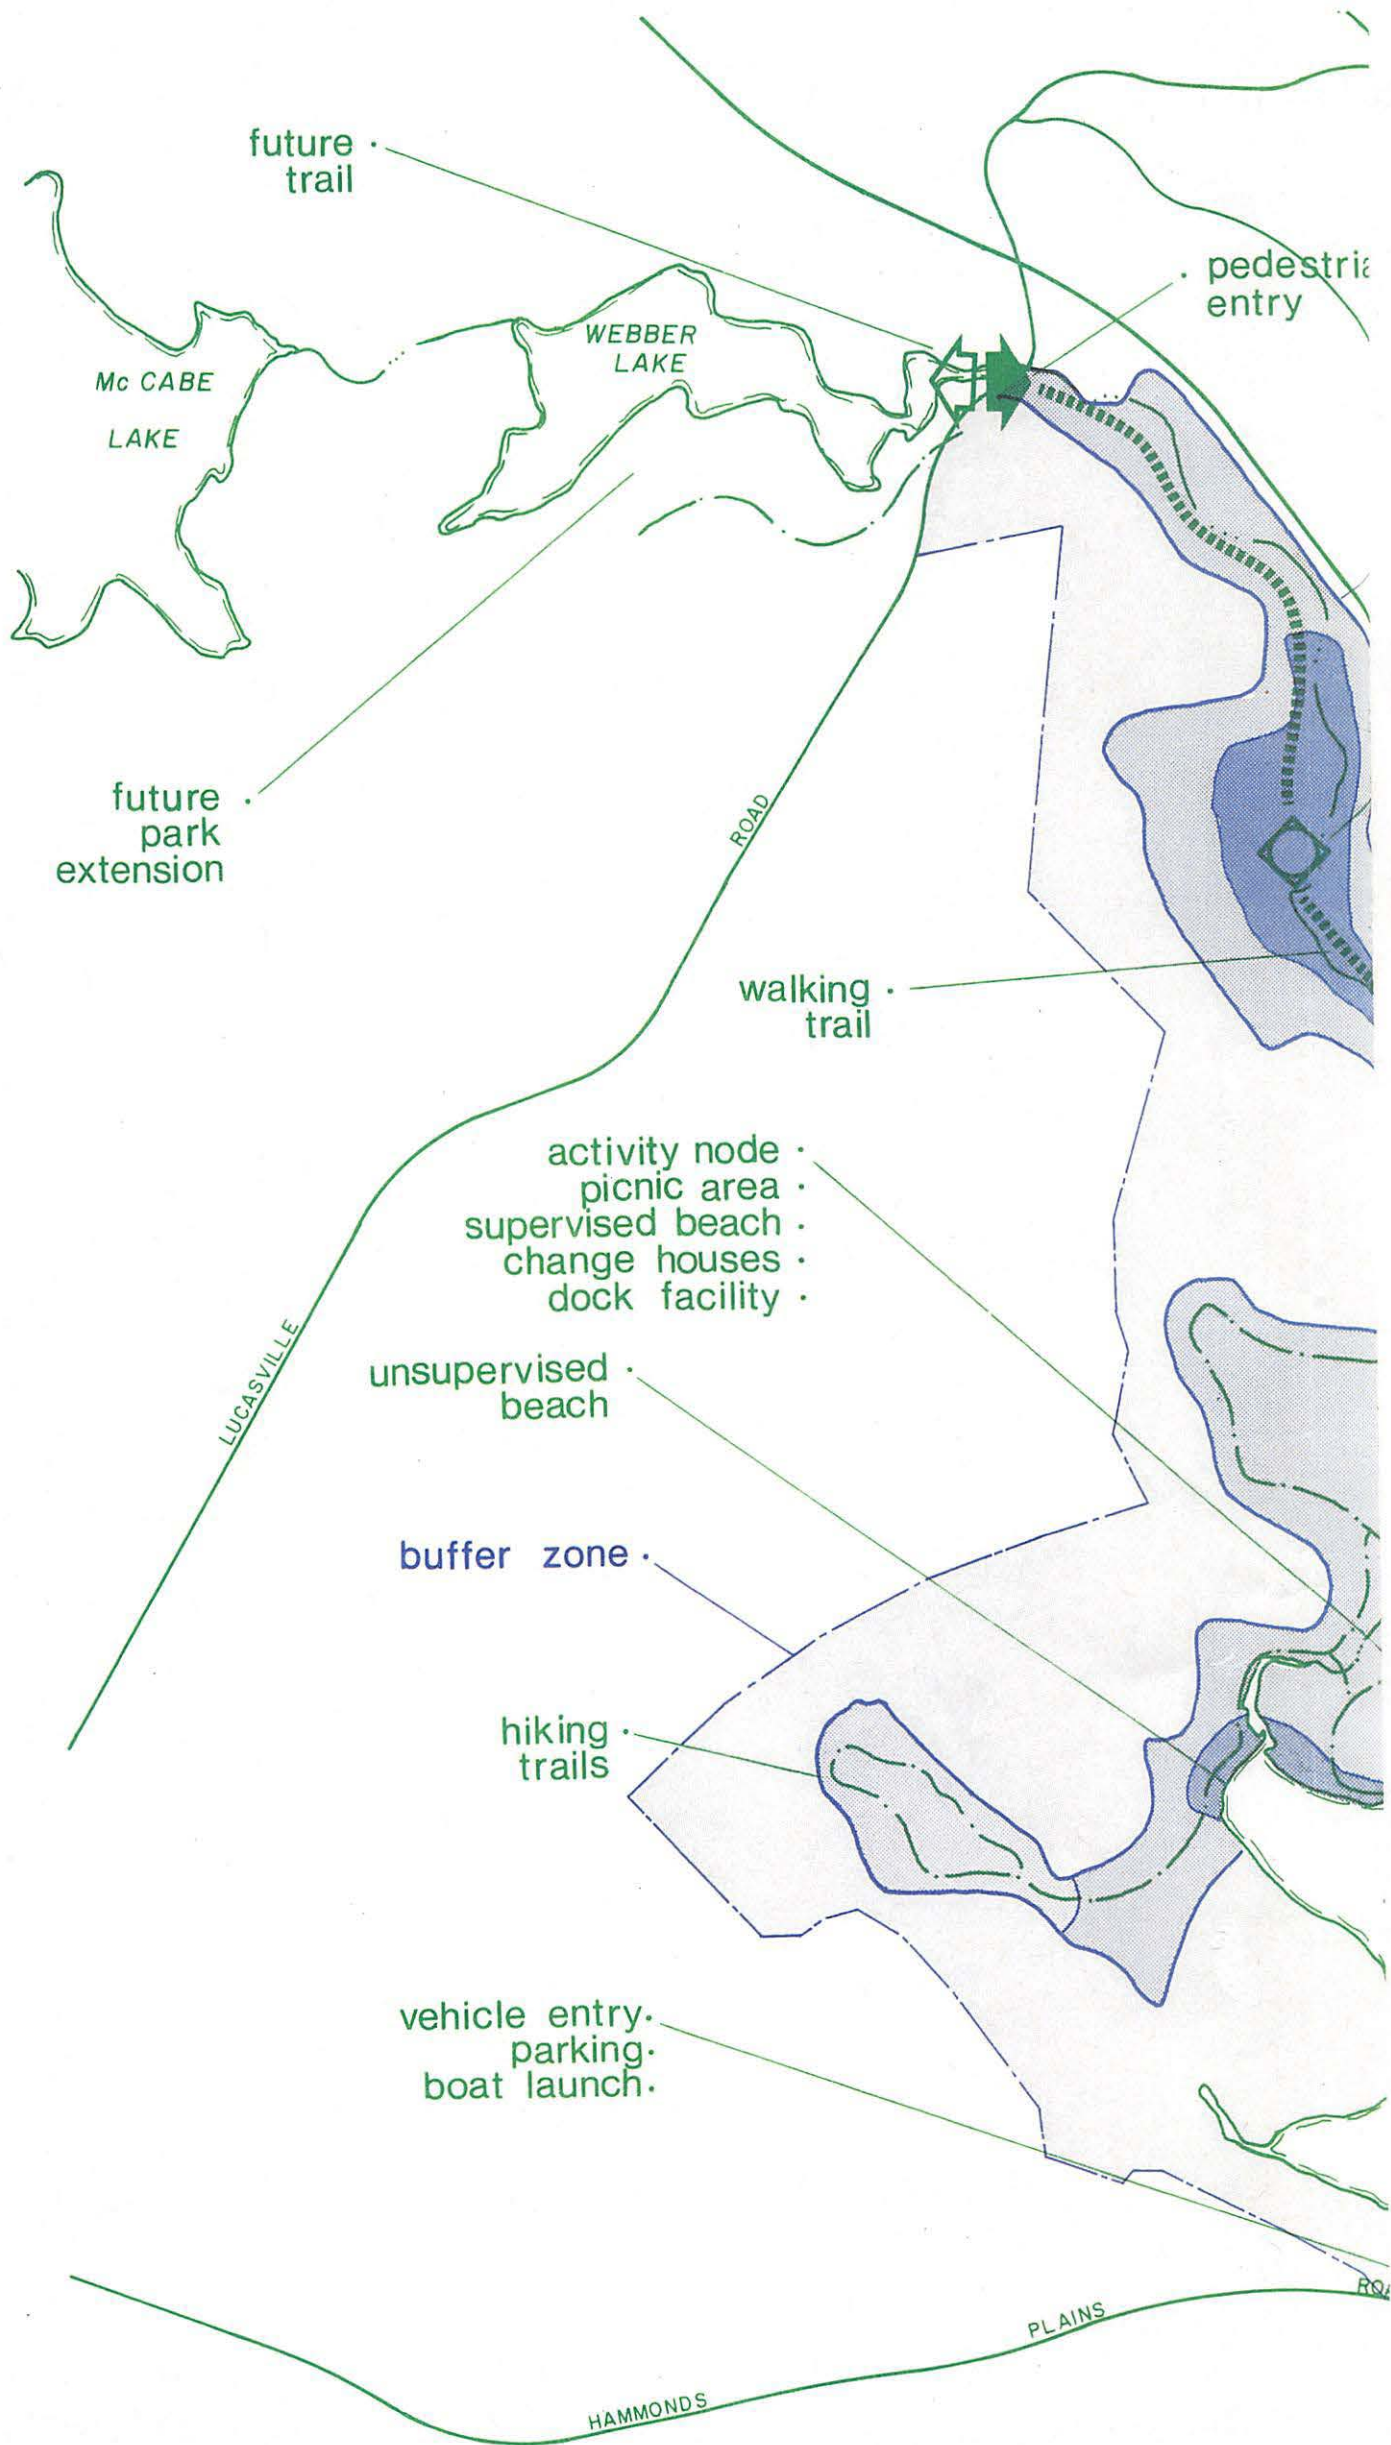 future ·
trail
· pedestria
entry
WEBBER
LAKE
Mc CABE
LAKE
future ·
park
extension
ROAD
walking ·
trail
activity node ·
picnic area ·
supervised beach ·
change houses ·
dock facility ·
LUCASVILLE
unsupervised ·
beach
buffer zone ·
hiking ·
trails
vehicle entry·
parking·
boat launch·
ROA
PLAINS
HAMMONDS